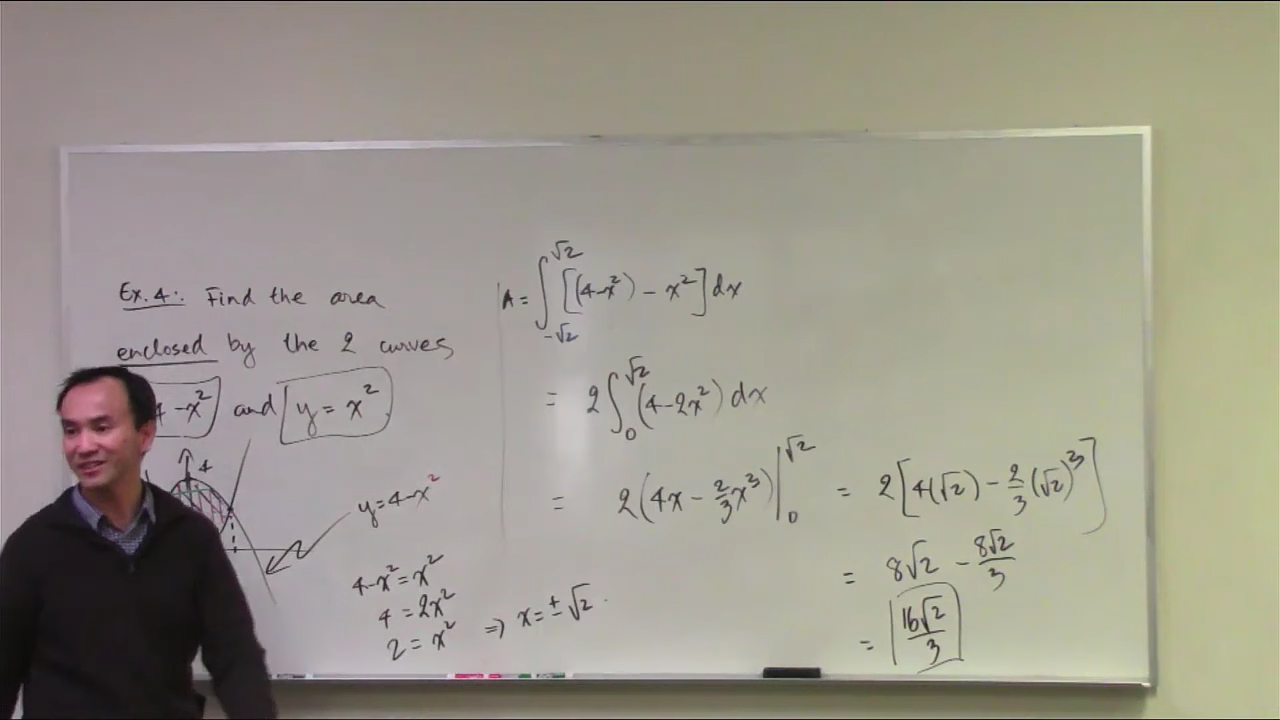 Ex. 4: Find the area
enclosed by the 2 curves
4-x² and y = x²
4
y=4-x²
4-x² = x²
4 = 2x²
2 = x² ⇒ x = ±√2
A = ∫_{-√2}^{√2} [(4-x²) - x²] dx
= 2∫_0^{√2} (4-2x²) dx
= 2(4x - 2/3 x³)|_0^{√2} = 2[4(√2) - 2/3 (√2)³]
= 8√2 - 8√2/3
= 16√2/3